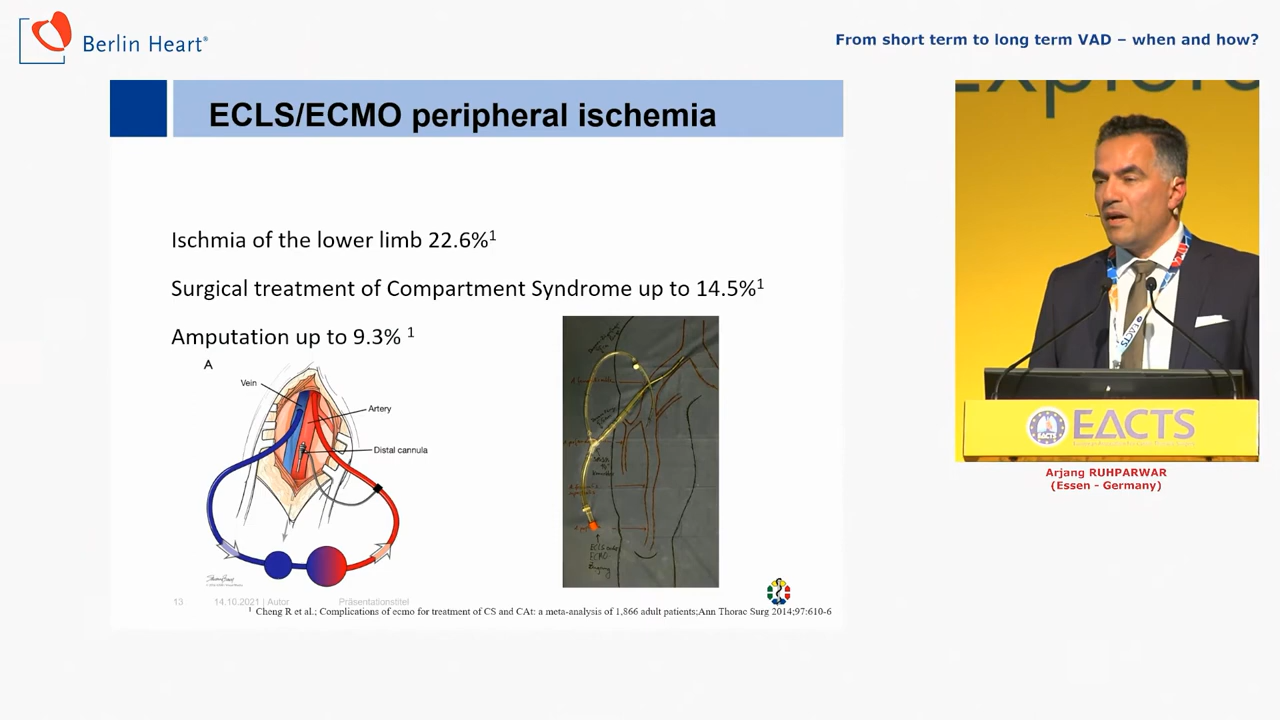 Berlin Heart®
From short term to long term VAD – when and how?
ECLS/ECMO peripheral ischemia
Ischmia of the lower limb 22.6%1
Surgical treatment of Compartment Syndrome up to 14.5%1
Amputation up to 9.3% 1
A
Vein
Artery
Distal cannula
ECLS
ECMO
13 14.10.2021 | Autor Präsentationstitel
1 Cheng R et al.; Complications of ecmo for treatment of CS and CAt: a meta-analysis of 1,866 adult patients;Ann Thorac Surg 2014;97:610-6
EACTS
EACTS
Arjang RUHPARWAR
(Essen - Germany)